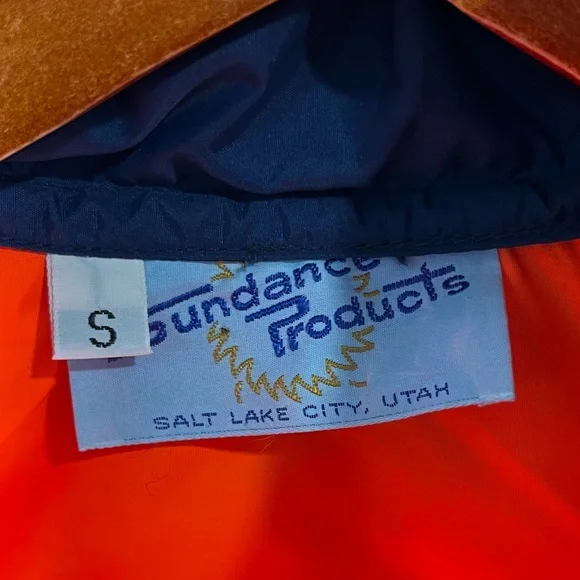 S
Sundance
Products
SALT LAKE CITY, UTAH